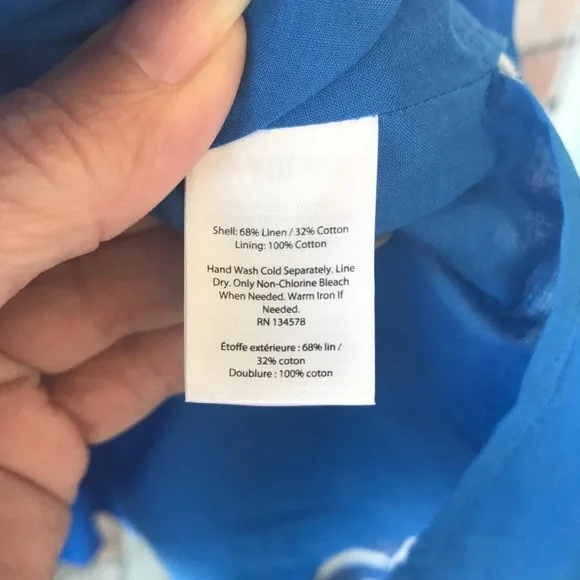 Shell: 68% Linen / 32% Cotton
Lining: 100% Cotton
Hand Wash Cold Separately. Line
Dry. Only Non-Chlorine Bleach
When Needed. Warm Iron If
Needed.
RN 134578
Étoffe extérieure : 68% lin /
32% coton
Doublure : 100% coton